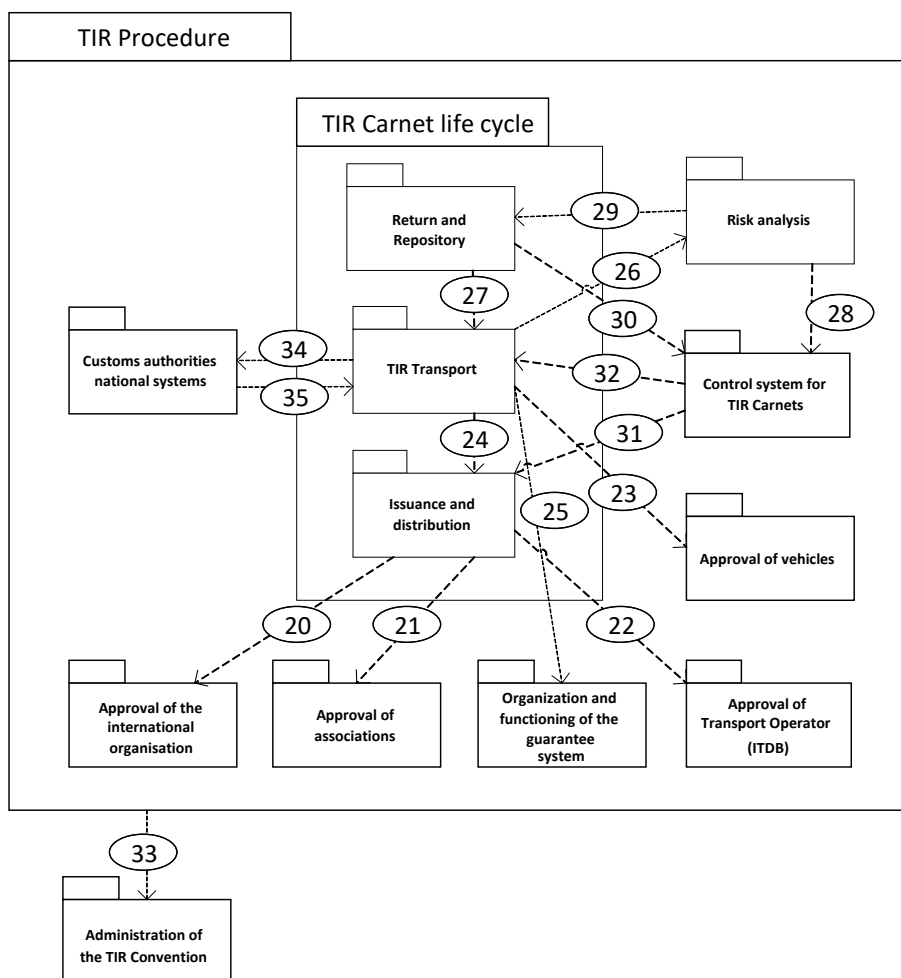 TIR Procedure
TIR Carnet life cycle
Return and
Repository
29
Risk analysis
26
27
30
28
Customs authorities
national systems
34
35
TIR Transport
32
Control system for
TIR Carnets
24
31
23
25
Issuance and
distribution
Approval of vehicles
20
21
22
Approval of the
international
organisation
Approval of
associations
Organization and
functioning of the
guarantee
system
Approval of
Transport Operator
(ITDB)
33
Administration of
the TIR Convention